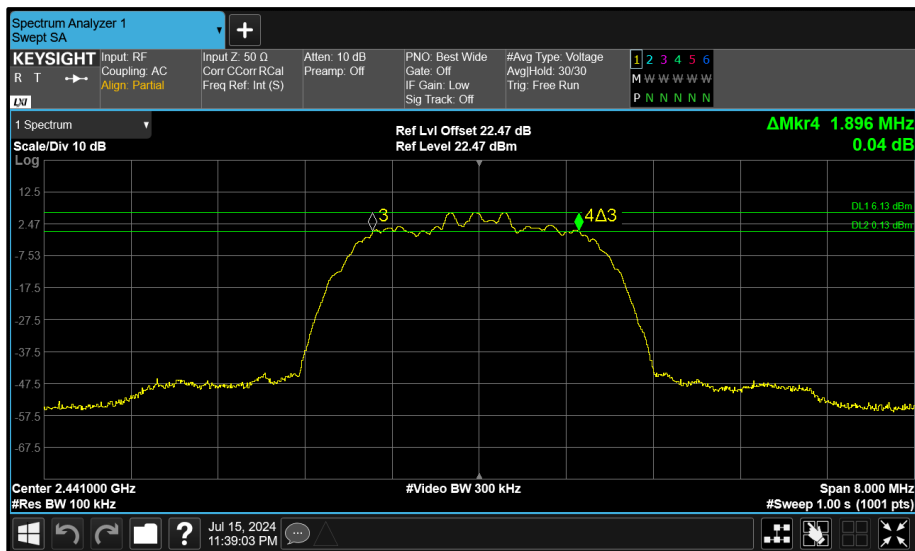 Spectrum Analyzer 1
Swept SA
KEYSIGHT
R T
LXI
Input: RF
Coupling: AC
Align: Partial
Input Z: 50 Ω
Corr CCorr RCal
Freq Ref: Int (S)
Atten: 10 dB
Preamp: Off
PNO: Best Wide
Gate: Off
IF Gain: Low
Sig Track: Off
#Avg Type: Voltage
Avg|Hold: 30/30
Trig: Free Run
1 2 3 4 5 6
M W W W W W
P N N N N N
1 Spectrum
Scale/Div 10 dB
Ref Lvl Offset 22.47 dB
Ref Level 22.47 dBm
ΔMkr4 1.896 MHz
0.04 dB
Log
12.5
2.47
-7.53
-17.5
-27.5
-37.5
-47.5
-57.5
-67.5
3
4Δ3
DL1 6.13 dBm
DL2 0.13 dBm
Center 2.441000 GHz
#Video BW 300 kHz
Span 8.000 MHz
#Res BW 100 kHz
#Sweep 1.00 s (1001 pts)
?
Jul 15, 2024
11:39:03 PM